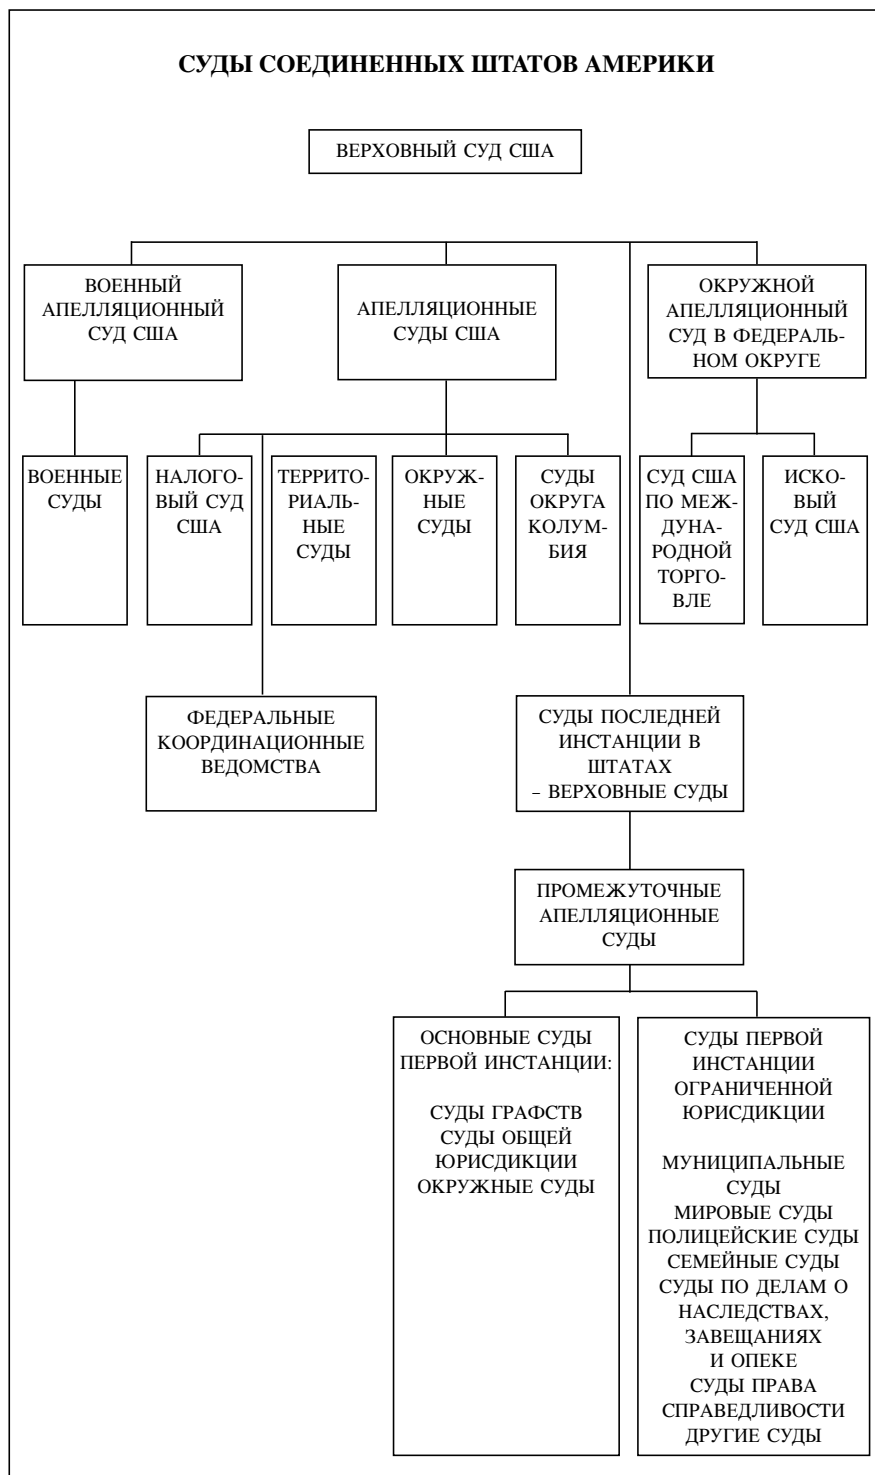 СУДЫ СОЕДИНЕННЫХ ШТАТОВ АМЕРИКИ
ВЕРХОВНЫЙ СУД США
ВОЕННЫЙ
АПЕЛЛЯЦИОННЫЙ
СУД США
АПЕЛЛЯЦИОННЫЕ
СУДЫ США
ОКРУЖНОЙ
АПЕЛЛЯЦИОННЫЙ
СУД В ФЕДЕРАЛЬ-
НОМ ОКРУГЕ
ВОЕННЫЕ
СУДЫ
НАЛОГО-
ВЫЙ СУД
США
ТЕРРИТО-
РИАЛЬ-
НЫЕ
СУДЫ
ОКРУЖ-
НЫЕ
СУДЫ
СУДЫ
ОКРУГА
КОЛУМ-
БИЯ
СУД США
ПО МЕЖ-
ДУНА-
РОДНОЙ
ТОРГО-
ВЛЕ
ИСКО-
ВЫЙ
СУД США
ФЕДЕРАЛЬНЫЕ
КООРДИНАЦИОННЫЕ
ВЕДОМСТВА
СУДЫ ПОСЛЕДНЕЙ
ИНСТАНЦИИ В
ШТАТАХ
– ВЕРХОВНЫЕ СУДЫ
ПРОМЕЖУТОЧНЫЕ
АПЕЛЛЯЦИОННЫЕ
СУДЫ
ОСНОВНЫЕ СУДЫ
ПЕРВОЙ ИНСТАНЦИИ:
СУДЫ ГРАФСТВ
СУДЫ ОБЩЕЙ
ЮРИСДИКЦИИ
ОКРУЖНЫЕ СУДЫ
СУДЫ ПЕРВОЙ
ИНСТАНЦИИ
ОГРАНИЧЕННОЙ
ЮРИСДИКЦИИ
МУНИЦИПАЛЬНЫЕ
СУДЫ
МИРОВЫЕ СУДЫ
ПОЛИЦЕЙСКИЕ СУДЫ
СЕМЕЙНЫЕ СУДЫ
СУДЫ ПО ДЕЛАМ О
НАСЛЕДСТВАХ,
ЗАВЕЩАНИЯХ
И ОПЕКЕ
СУДЫ ПРАВА
СПРАВЕДЛИВОСТИ
ДРУГИЕ СУДЫ